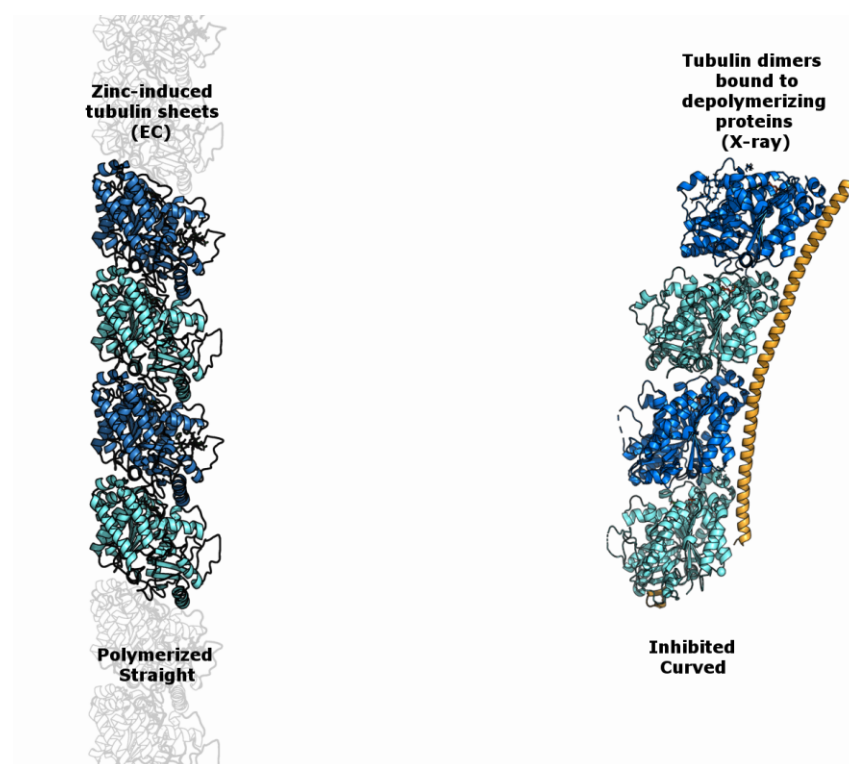 Zinc-induced
tubulin sheets
(EC)
Tubulin dimers
bound to
depolymerizing
proteins
(X-ray)
Polymerized
Straight
Inhibited
Curved